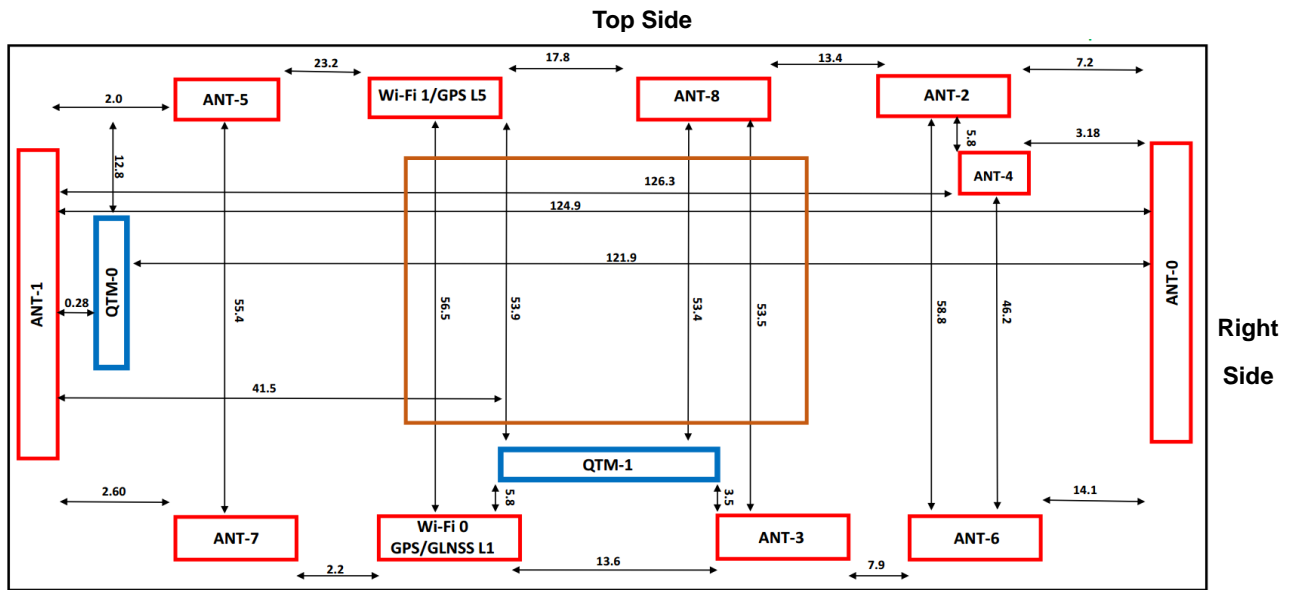 Top Side
23.2
17.8
13.4
7.2
2.0
ANT-5
Wi-Fi 1/GPS L5
ANT-8
ANT-2
12.8
5.8
3.18
ANT-4
126.3
124.9
121.9
ANT-1
QTM-0
0.28
55.4
56.5
53.9
53.4
53.5
58.8
46.2
ANT-0
Right
Side
41.5
QTM-1
2.60
5.8
3.5
14.1
ANT-7
Wi-Fi 0
GPS/GLNSS L1
ANT-3
ANT-6
2.2
13.6
7.9